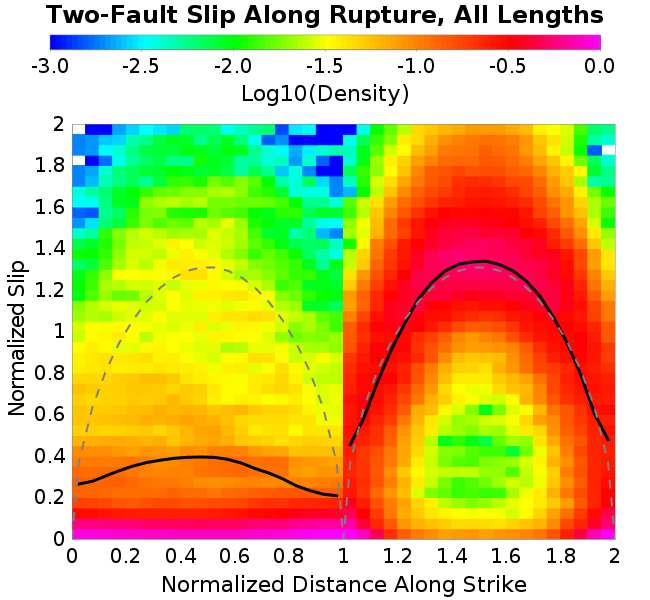 Two-Fault Slip Along Rupture, All Lengths
-3.0 -2.5 -2.0 -1.5 -1.0 -0.5 0.0
Log10(Density)
Normalized Slip
2
1.8
1.6
1.4
1.2
1
0.8
0.6
0.4
0.2
0
0 0.2 0.4 0.6 0.8 1 1.2 1.4 1.6 1.8 2
Normalized Distance Along Strike